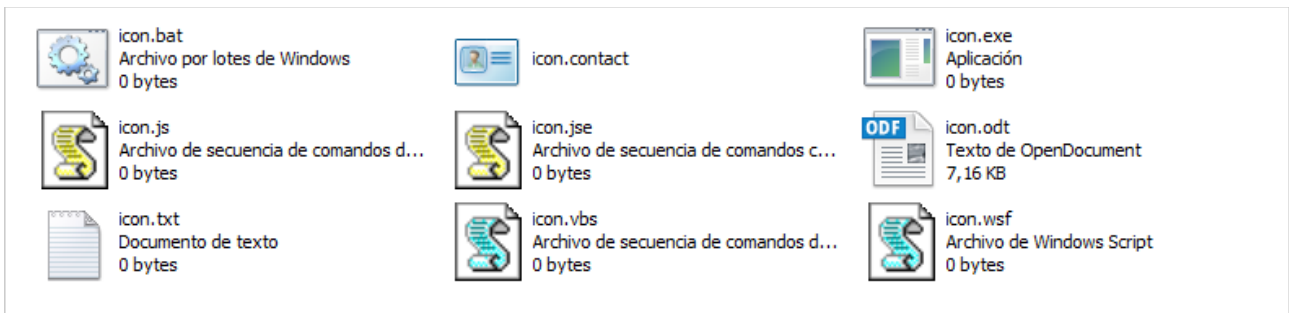 icon.bat
Archivo por lotes de Windows
0 bytes
icon.contact
icon.exe
Aplicación
0 bytes
icon.js
Archivo de secuencia de comandos d...
0 bytes
icon.jse
Archivo de secuencia de comandos c...
0 bytes
ODF
icon.odt
Texto de OpenDocument
7,16 KB
icon.txt
Documento de texto
0 bytes
icon.vbs
Archivo de secuencia de comandos d...
0 bytes
icon.wsf
Archivo de Windows Script
0 bytes